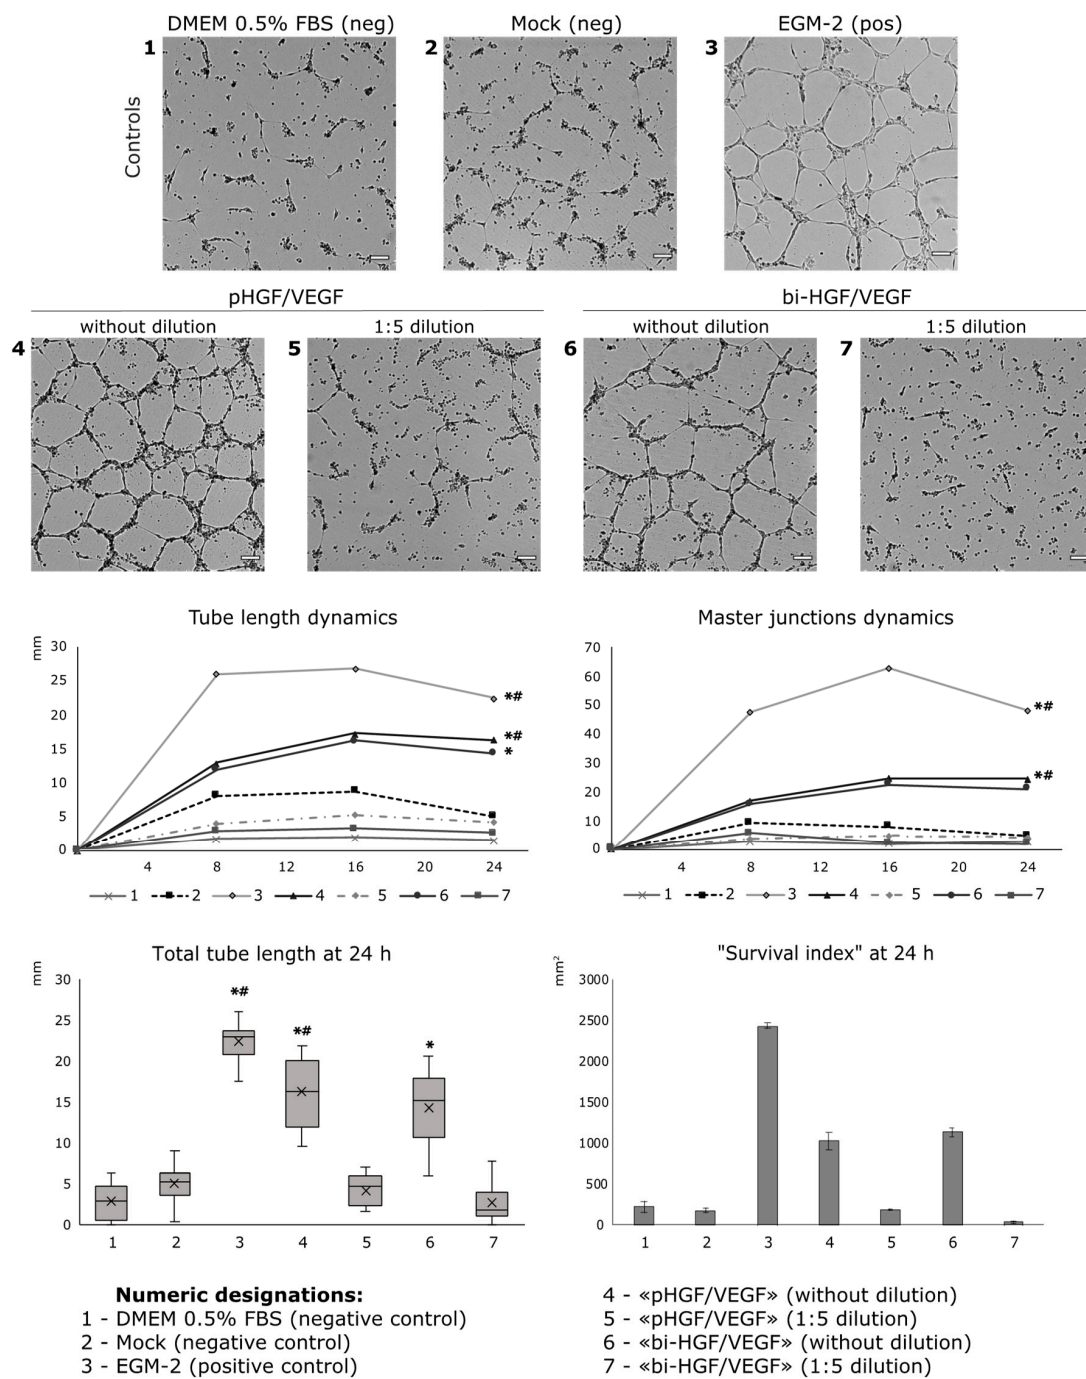 DMEM 0.5% FBS (neg) Mock (neg) EGM-2 (pos)
1 2 3
Controls
pHGF/VEGF bi-HGF/VEGF
without dilution 1:5 dilution without dilution 1:5 dilution
4 5 6 7
Tube length dynamics
mm
30
25
20
15
10
5
0
4 8 12 16 20 24
*#
*#
*
1 2 3 4 5 6 7
Master junctions dynamics
70
60
50
40
30
20
10
0
4 8 12 16 20 24
*#
*#
1 2 3 4 5 6 7
Total tube length at 24 h
mm
30
25
20
15
10
5
0
*#
*#
*
1 2 3 4 5 6 7
"Survival index" at 24 h
mm²
3000
2500
2000
1500
1000
500
0
1 2 3 4 5 6 7
Numeric designations:
1 - DMEM 0.5% FBS (negative control)
2 - Mock (negative control)
3 - EGM-2 (positive control)
4 - «pHGF/VEGF» (without dilution)
5 - «pHGF/VEGF» (1:5 dilution)
6 - «bi-HGF/VEGF» (without dilution)
7 - «bi-HGF/VEGF» (1:5 dilution)